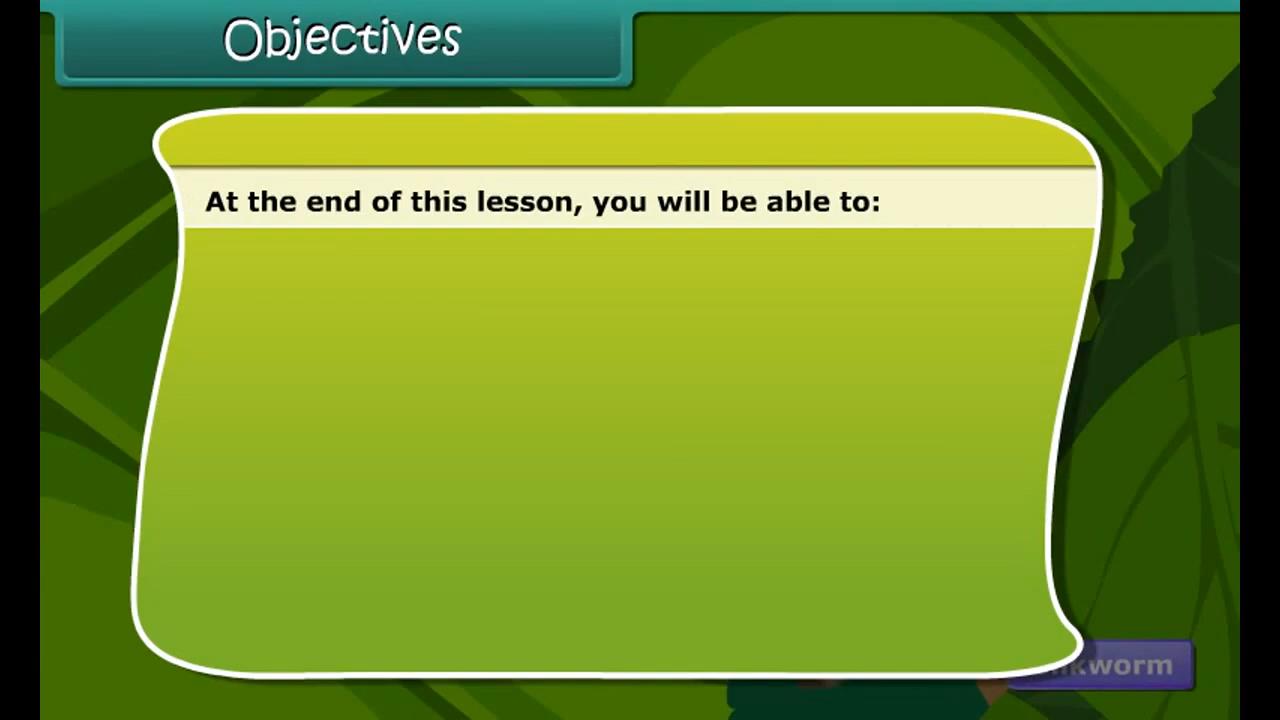 Objectives
At the end of this lesson, you will be able to: